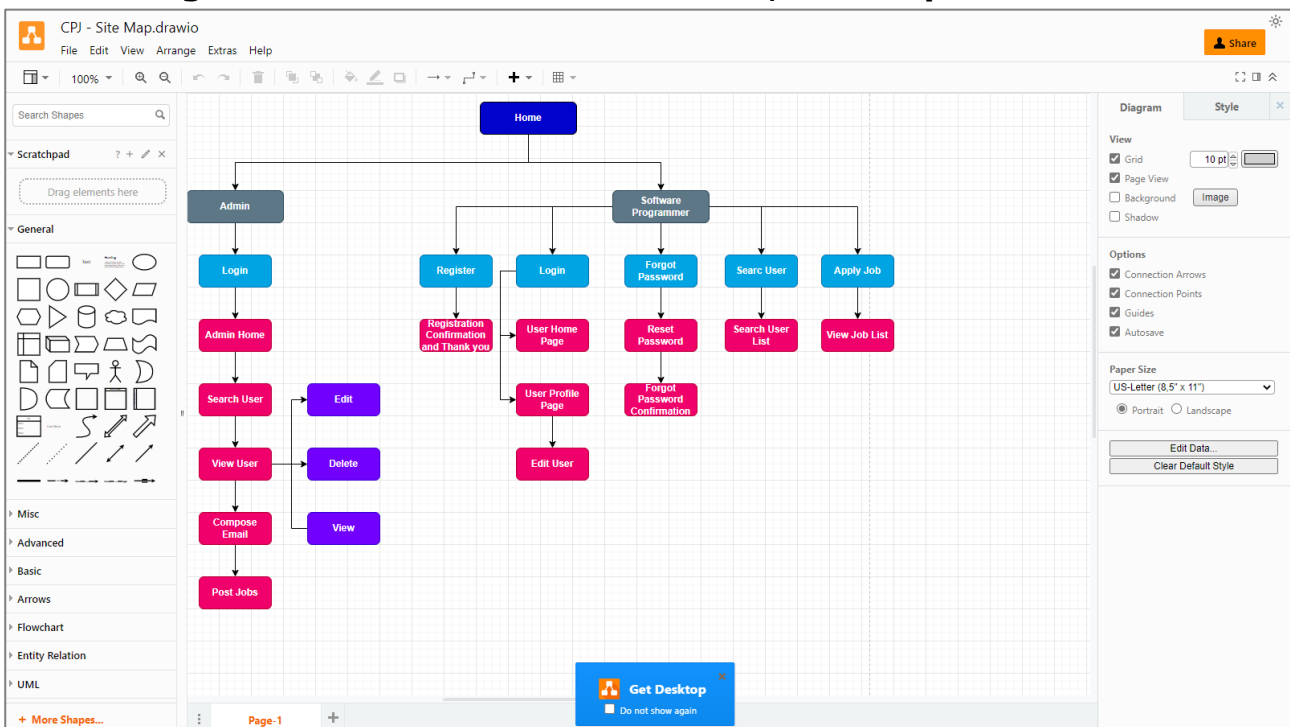 CPJ - Site Map.drawio
File Edit View Arrange Extras Help
Share
100%
Search Shapes
Scratchpad
Drag elements here
General
Misc
Advanced
Basic
Arrows
Flowchart
Entity Relation
UML
+ More Shapes...
Home
Admin
Software
Programmer
Login
Register
Login
Forgot
Password
Searc User
Apply Job
Admin Home
Registration
Confirmation
and Thank you
User Home
Page
Reset
Password
Search User
List
View Job List
Search User
Edit
User Profile
Page
Forgot
Password
Confirmation
View User
Delete
Edit User
Compose
Email
View
Post Jobs
Get Desktop
Do not show again
Page-1
Diagram
Style
View
Grid
10 pt
Page View
Background
Image
Shadow
Options
Connection Arrows
Connection Points
Guides
Autosave
Paper Size
US-Letter (8,5" x 11")
Portrait
Landscape
Edit Data...
Clear Default Style